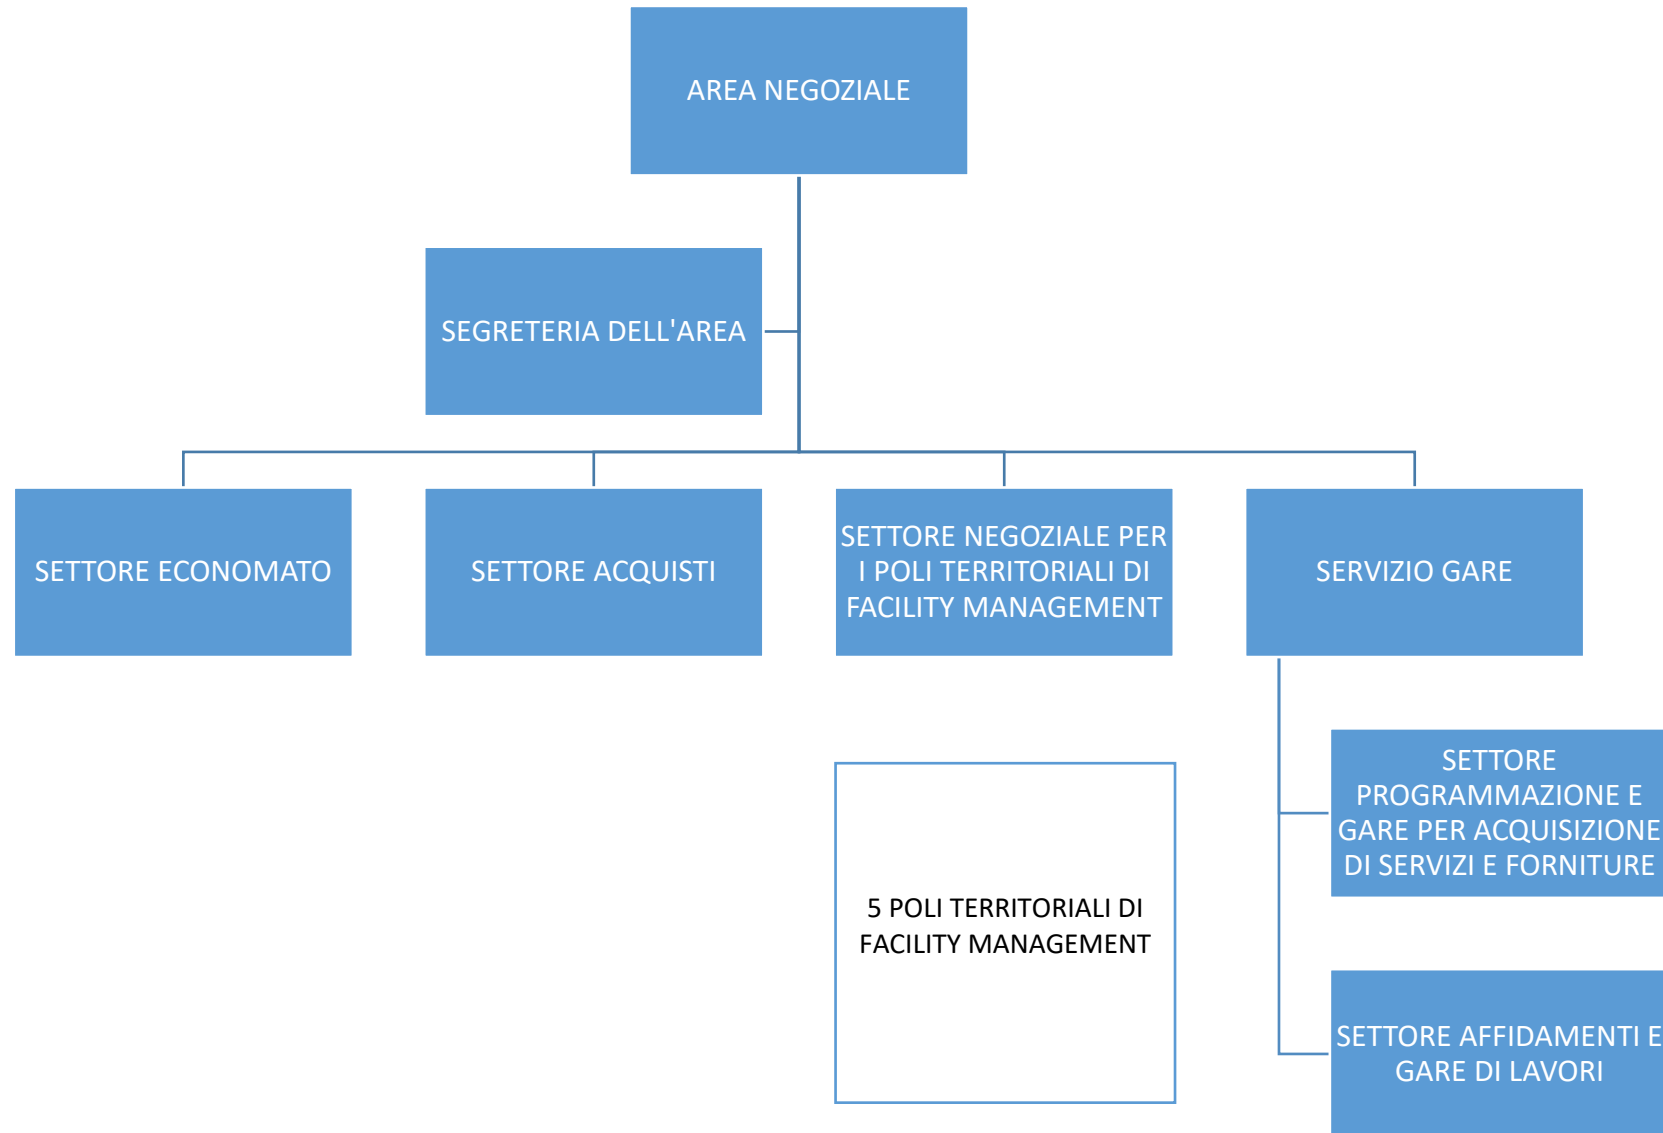 AREA NEGOZIALE
SEGRETERIA DELL'AREA
SETTORE ECONOMATO
SETTORE ACQUISTI
SETTORE NEGOZIALE PER
I POLI TERRITORIALI DI
FACILITY MANAGEMENT
SERVIZIO GARE
5 POLI TERRITORIALI DI
FACILITY MANAGEMENT
SETTORE
PROGRAMMAZIONE E
GARE PER ACQUISIZIONE
DI SERVIZI E FORNITURE
SETTORE AFFIDAMENTI E
GARE DI LAVORI